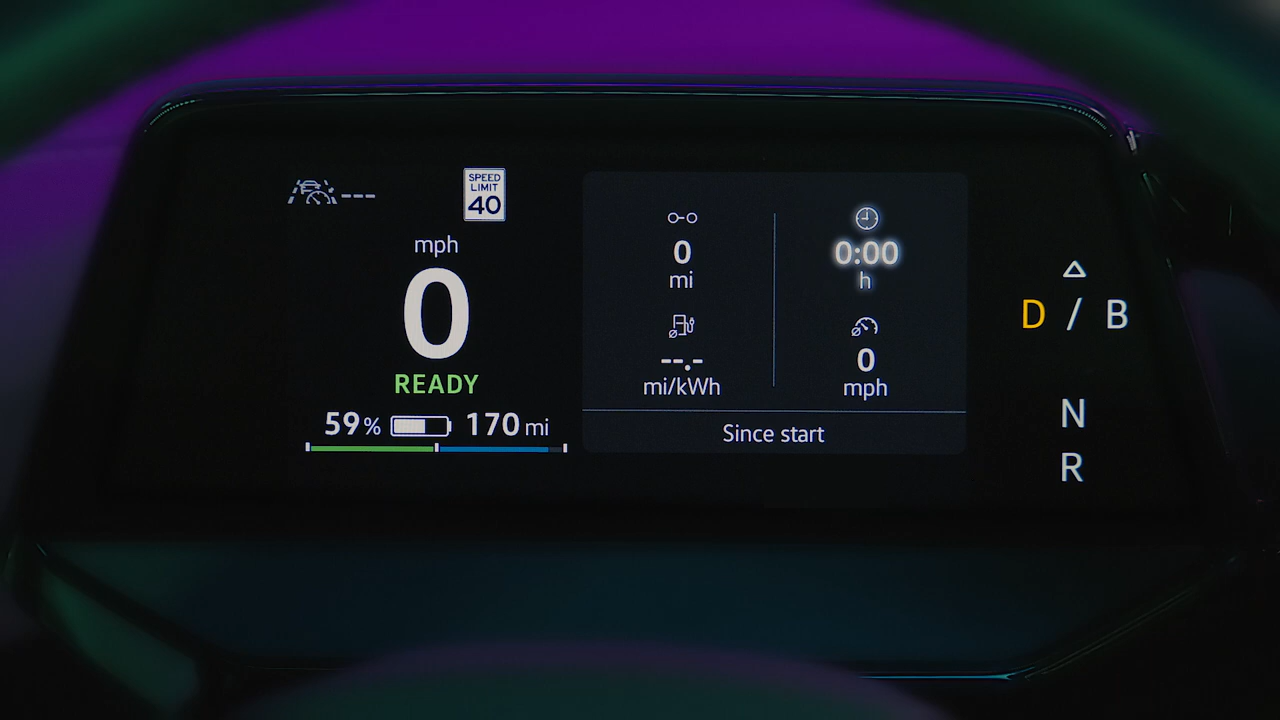 ---
SPEED
LIMIT
40
mph
0
READY
59% 170 mi
0
mi
0:00
h
--.-
mi/kWh
0
mph
Since start
D / B
N
R